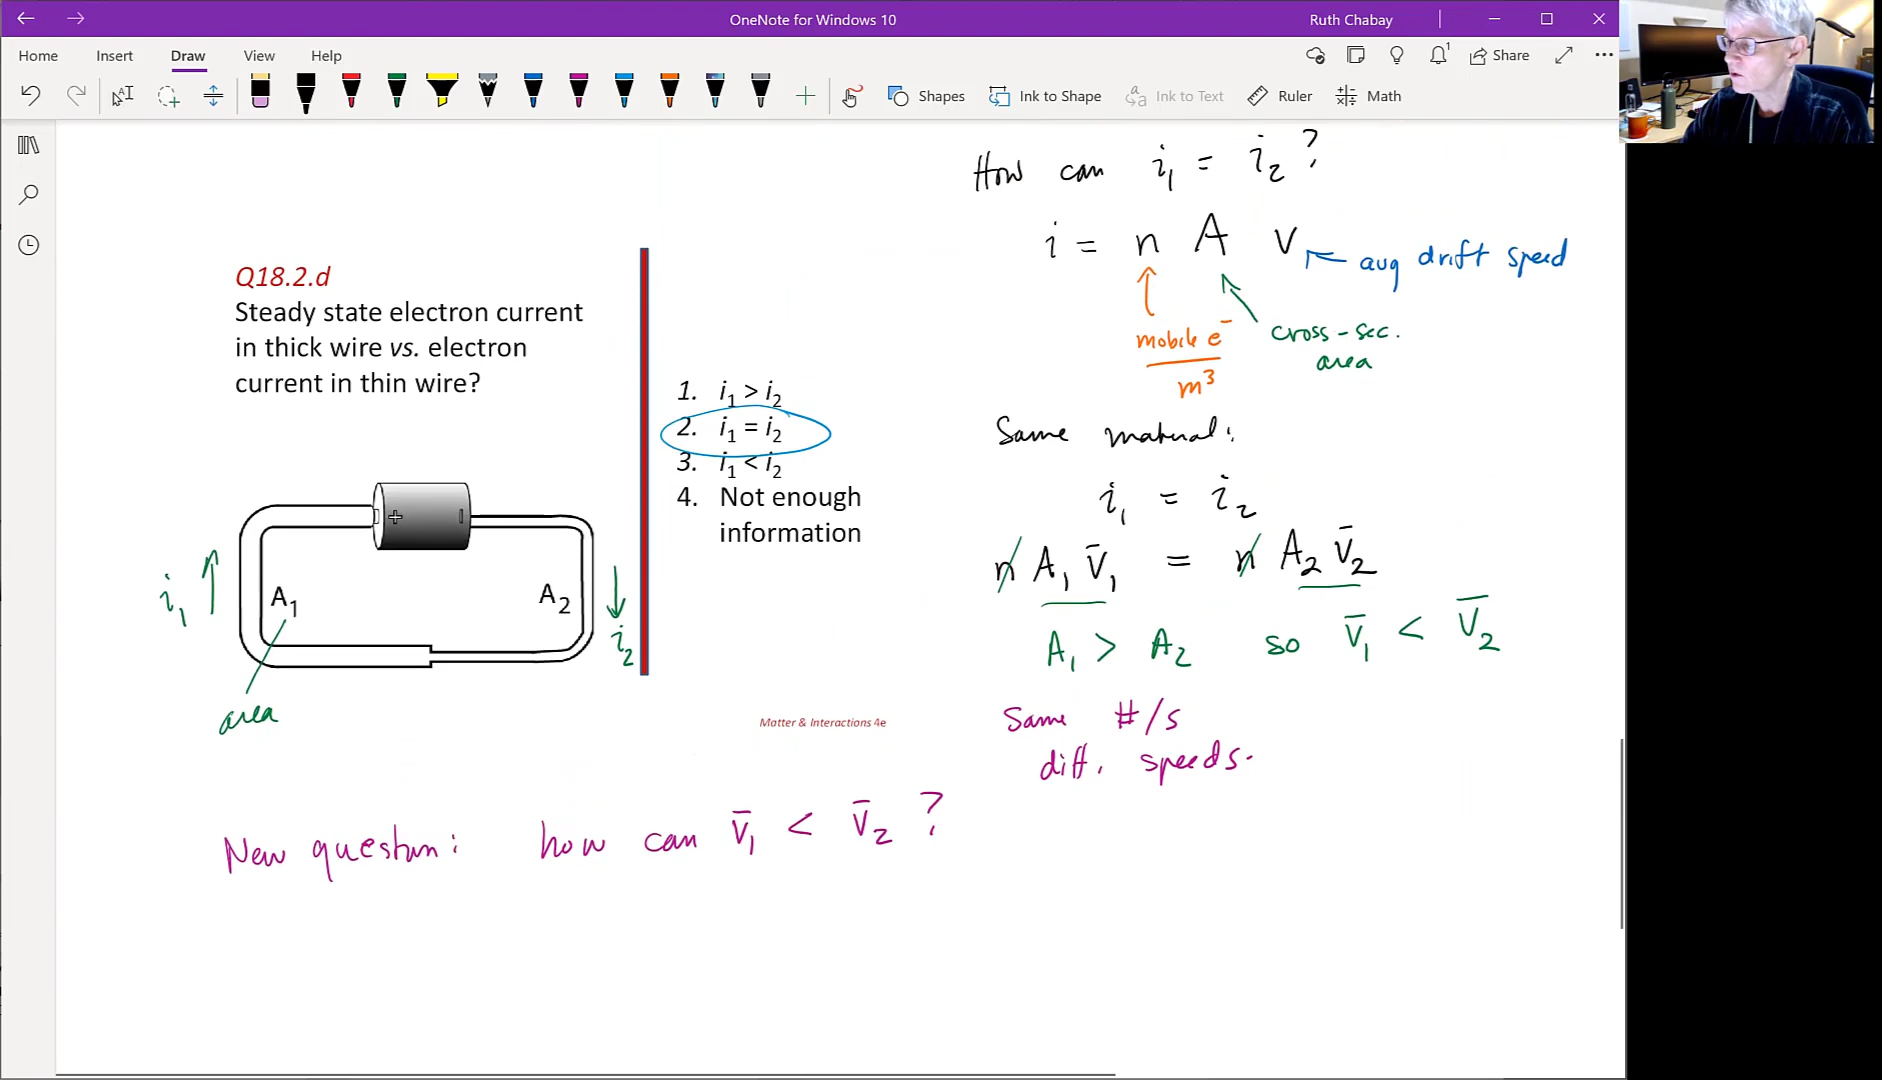 OneNote for Windows 10
Ruth Chabay
Home Insert Draw View Help
1 Share
Shapes Ink to Shape Ink to Text Ruler Math
How can i₁ = i₂ ?
i = n A v
avg drift speed
mobile e⁻
m³
cross-sec.
area
Q18.2.d
Steady state electron current
in thick wire vs. electron
current in thin wire?
1. i₁ > i₂
2. i₁ = i₂
3. i₁ < i₂
4. Not enough
information
+
i₁
A₁
A₂
i₂
area
Matter & Interactions 4e
Same material:
i₁ = i₂
n A₁ v̄₁ = n A₂ v̄₂
A₁ > A₂ so v̄₁ < v̄₂
Same #/s
diff. speeds.
New question: how can v̄₁ < v̄₂ ?